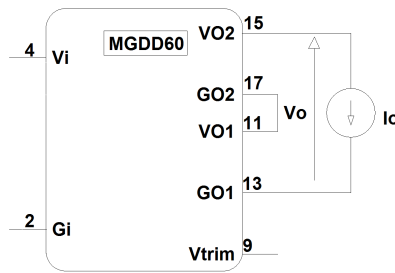 MGDD60
VO2 15
4 Vi
GO2 17
VO1 11
Vo
Io
GO1 13
2 Gi
Vtrim 9